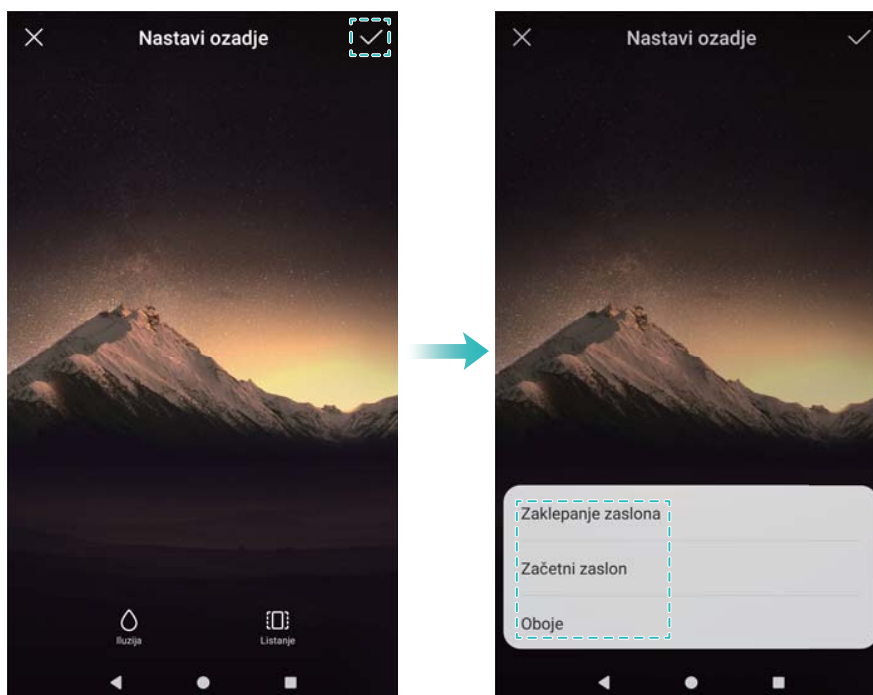 Nastavi ozadje
Iluzija
Listanje
Nastavi ozadje
Zaklepanje zaslona
Začetni zaslon
Oboje